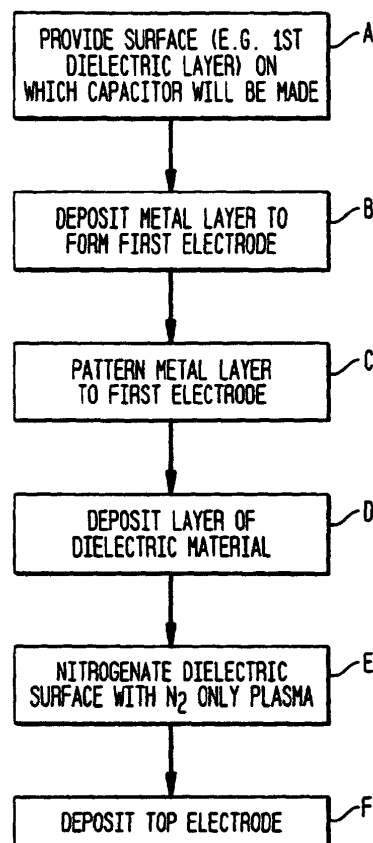 PROVIDE SURFACE (E.G. 1ST
DIELECTRIC LAYER) ON
WHICH CAPACITOR WILL BE MADE
A
DEPOSIT METAL LAYER TO
FORM FIRST ELECTRODE
B
PATTERN METAL LAYER
TO FIRST ELECTRODE
C
DEPOSIT LAYER OF
DIELECTRIC MATERIAL
D
NITROGENATE DIELECTRIC
SURFACE WITH N2 ONLY PLASMA
E
DEPOSIT TOP ELECTRODE
F